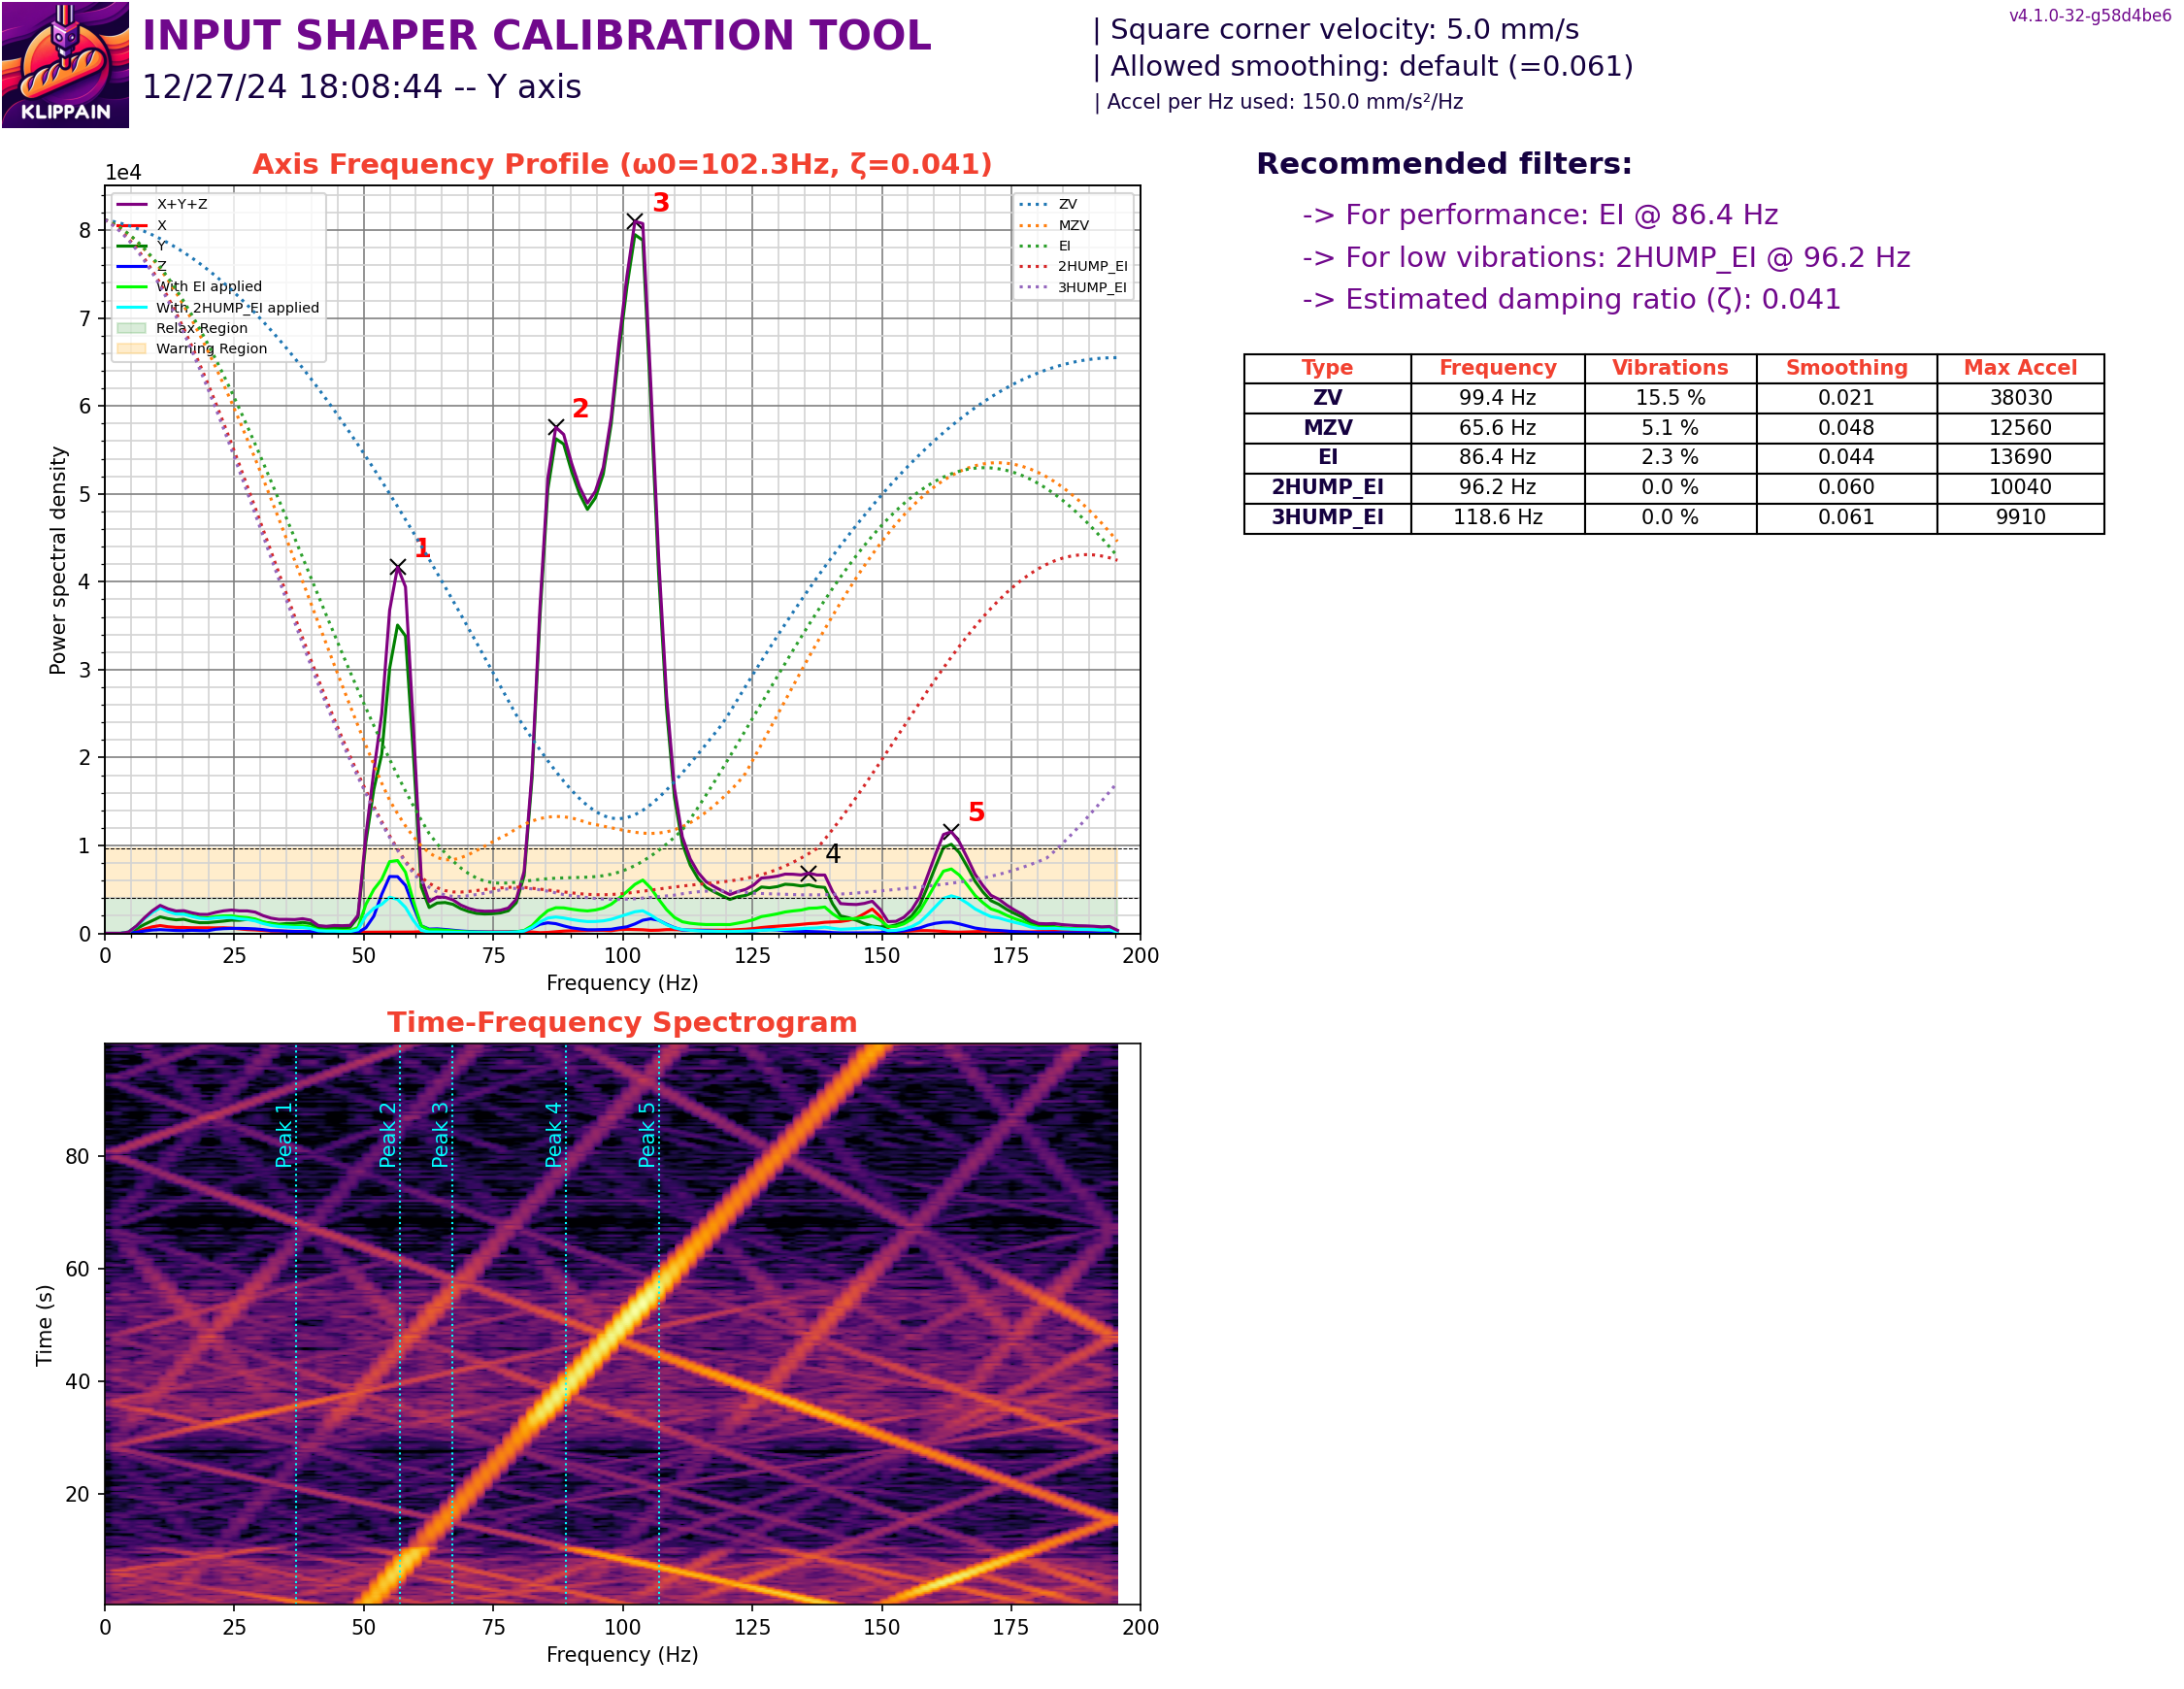 INPUT SHAPER CALIBRATION TOOL
12/27/24 18:08:44 -- Y axis
KLIPPAIN
| Square corner velocity: 5.0 mm/s
| Allowed smoothing: default (=0.061)
| Accel per Hz used: 150.0 mm/s²/Hz
v4.1.0-32-g58d4be6
Axis Frequency Profile (ω0=102.3Hz, ζ=0.041)
1e4
X+Y+Z
X
Y
Z
With EI applied
With 2HUMP_EI applied
Relax Region
Warning Region
ZV
MZV
EI
2HUMP_EI
3HUMP_EI
1
2
3
4
5
Power spectral density
8
7
6
5
4
3
2
1
0
0 25 50 75 100 125 150 175 200
Frequency (Hz)
Recommended filters:
-> For performance: EI @ 86.4 Hz
-> For low vibrations: 2HUMP_EI @ 96.2 Hz
-> Estimated damping ratio (ζ): 0.041
Type Frequency Vibrations Smoothing Max Accel
ZV 99.4 Hz 15.5 % 0.021 38030
MZV 65.6 Hz 5.1 % 0.048 12560
EI 86.4 Hz 2.3 % 0.044 13690
2HUMP_EI 96.2 Hz 0.0 % 0.060 10040
3HUMP_EI 118.6 Hz 0.0 % 0.061 9910
Time-Frequency Spectrogram
Peak 1
Peak 2
Peak 3
Peak 4
Peak 5
Time (s)
80
60
40
20
0 25 50 75 100 125 150 175 200
Frequency (Hz)